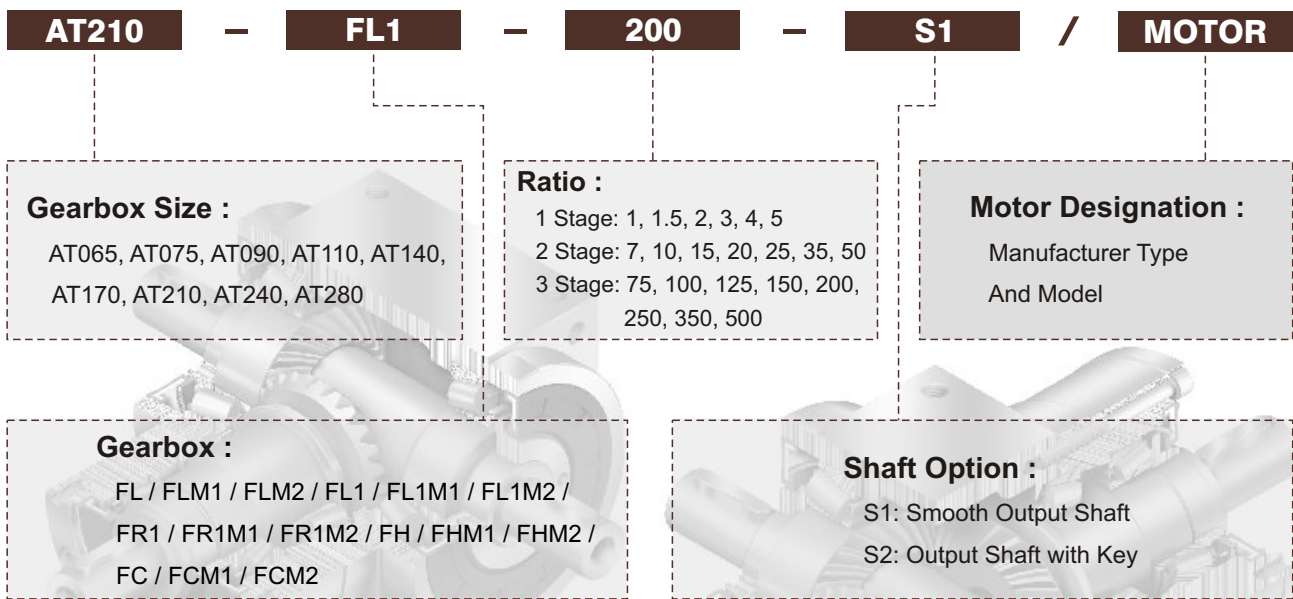 AT210 – FL1 – 200 – S1 / MOTOR
Gearbox Size :
AT065, AT075, AT090, AT110, AT140,
AT170, AT210, AT240, AT280
Ratio :
1 Stage: 1, 1.5, 2, 3, 4, 5
2 Stage: 7, 10, 15, 20, 25, 35, 50
3 Stage: 75, 100, 125, 150, 200,
250, 350, 500
Motor Designation :
Manufacturer Type
And Model
Gearbox :
FL / FLM1 / FLM2 / FL1 / FL1M1 / FL1M2 /
FR1 / FR1M1 / FR1M2 / FH / FHM1 / FHM2 /
FC / FCM1 / FCM2
Shaft Option :
S1: Smooth Output Shaft
S2: Output Shaft with Key